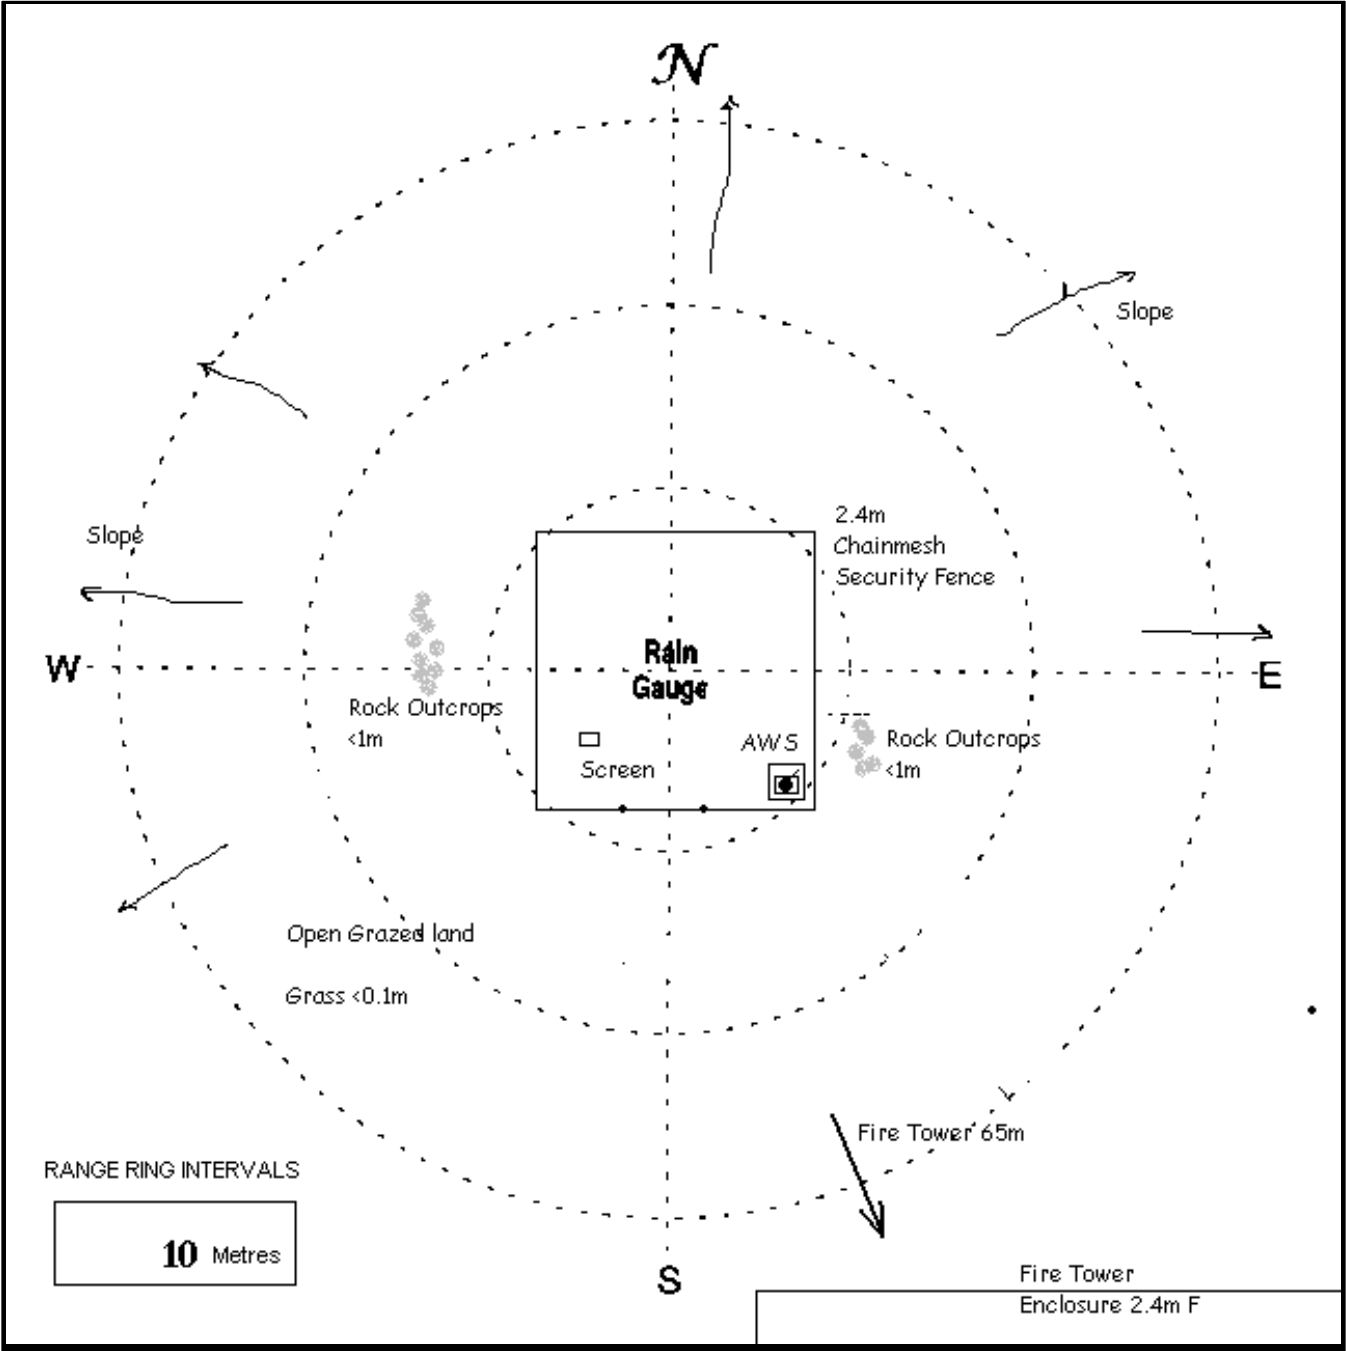 N
Slope
2.4m
Chainmesh
Security Fence
Slope
W
Rain
Gauge
E
Rock Outcrops
<1m
Screen
AWS
Rock Outcrops
<1m
Open Grazed land
Grass <0.1m
Fire Tower 65m
RANGE RING INTERVALS
10 Metres
S
Fire Tower
Enclosure 2.4m F